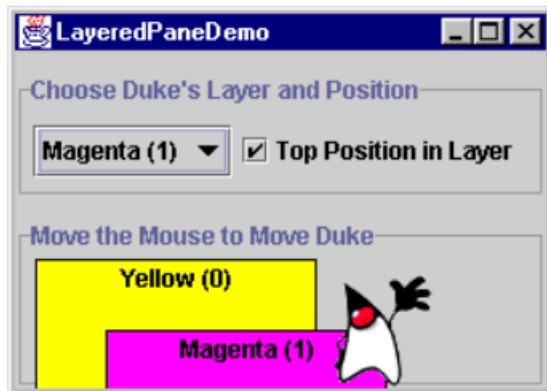 LayeredPaneDemo
Choose Duke's Layer and Position
Magenta (1) Top Position in Layer
Move the Mouse to Move Duke
Yellow (0)
Magenta (1)